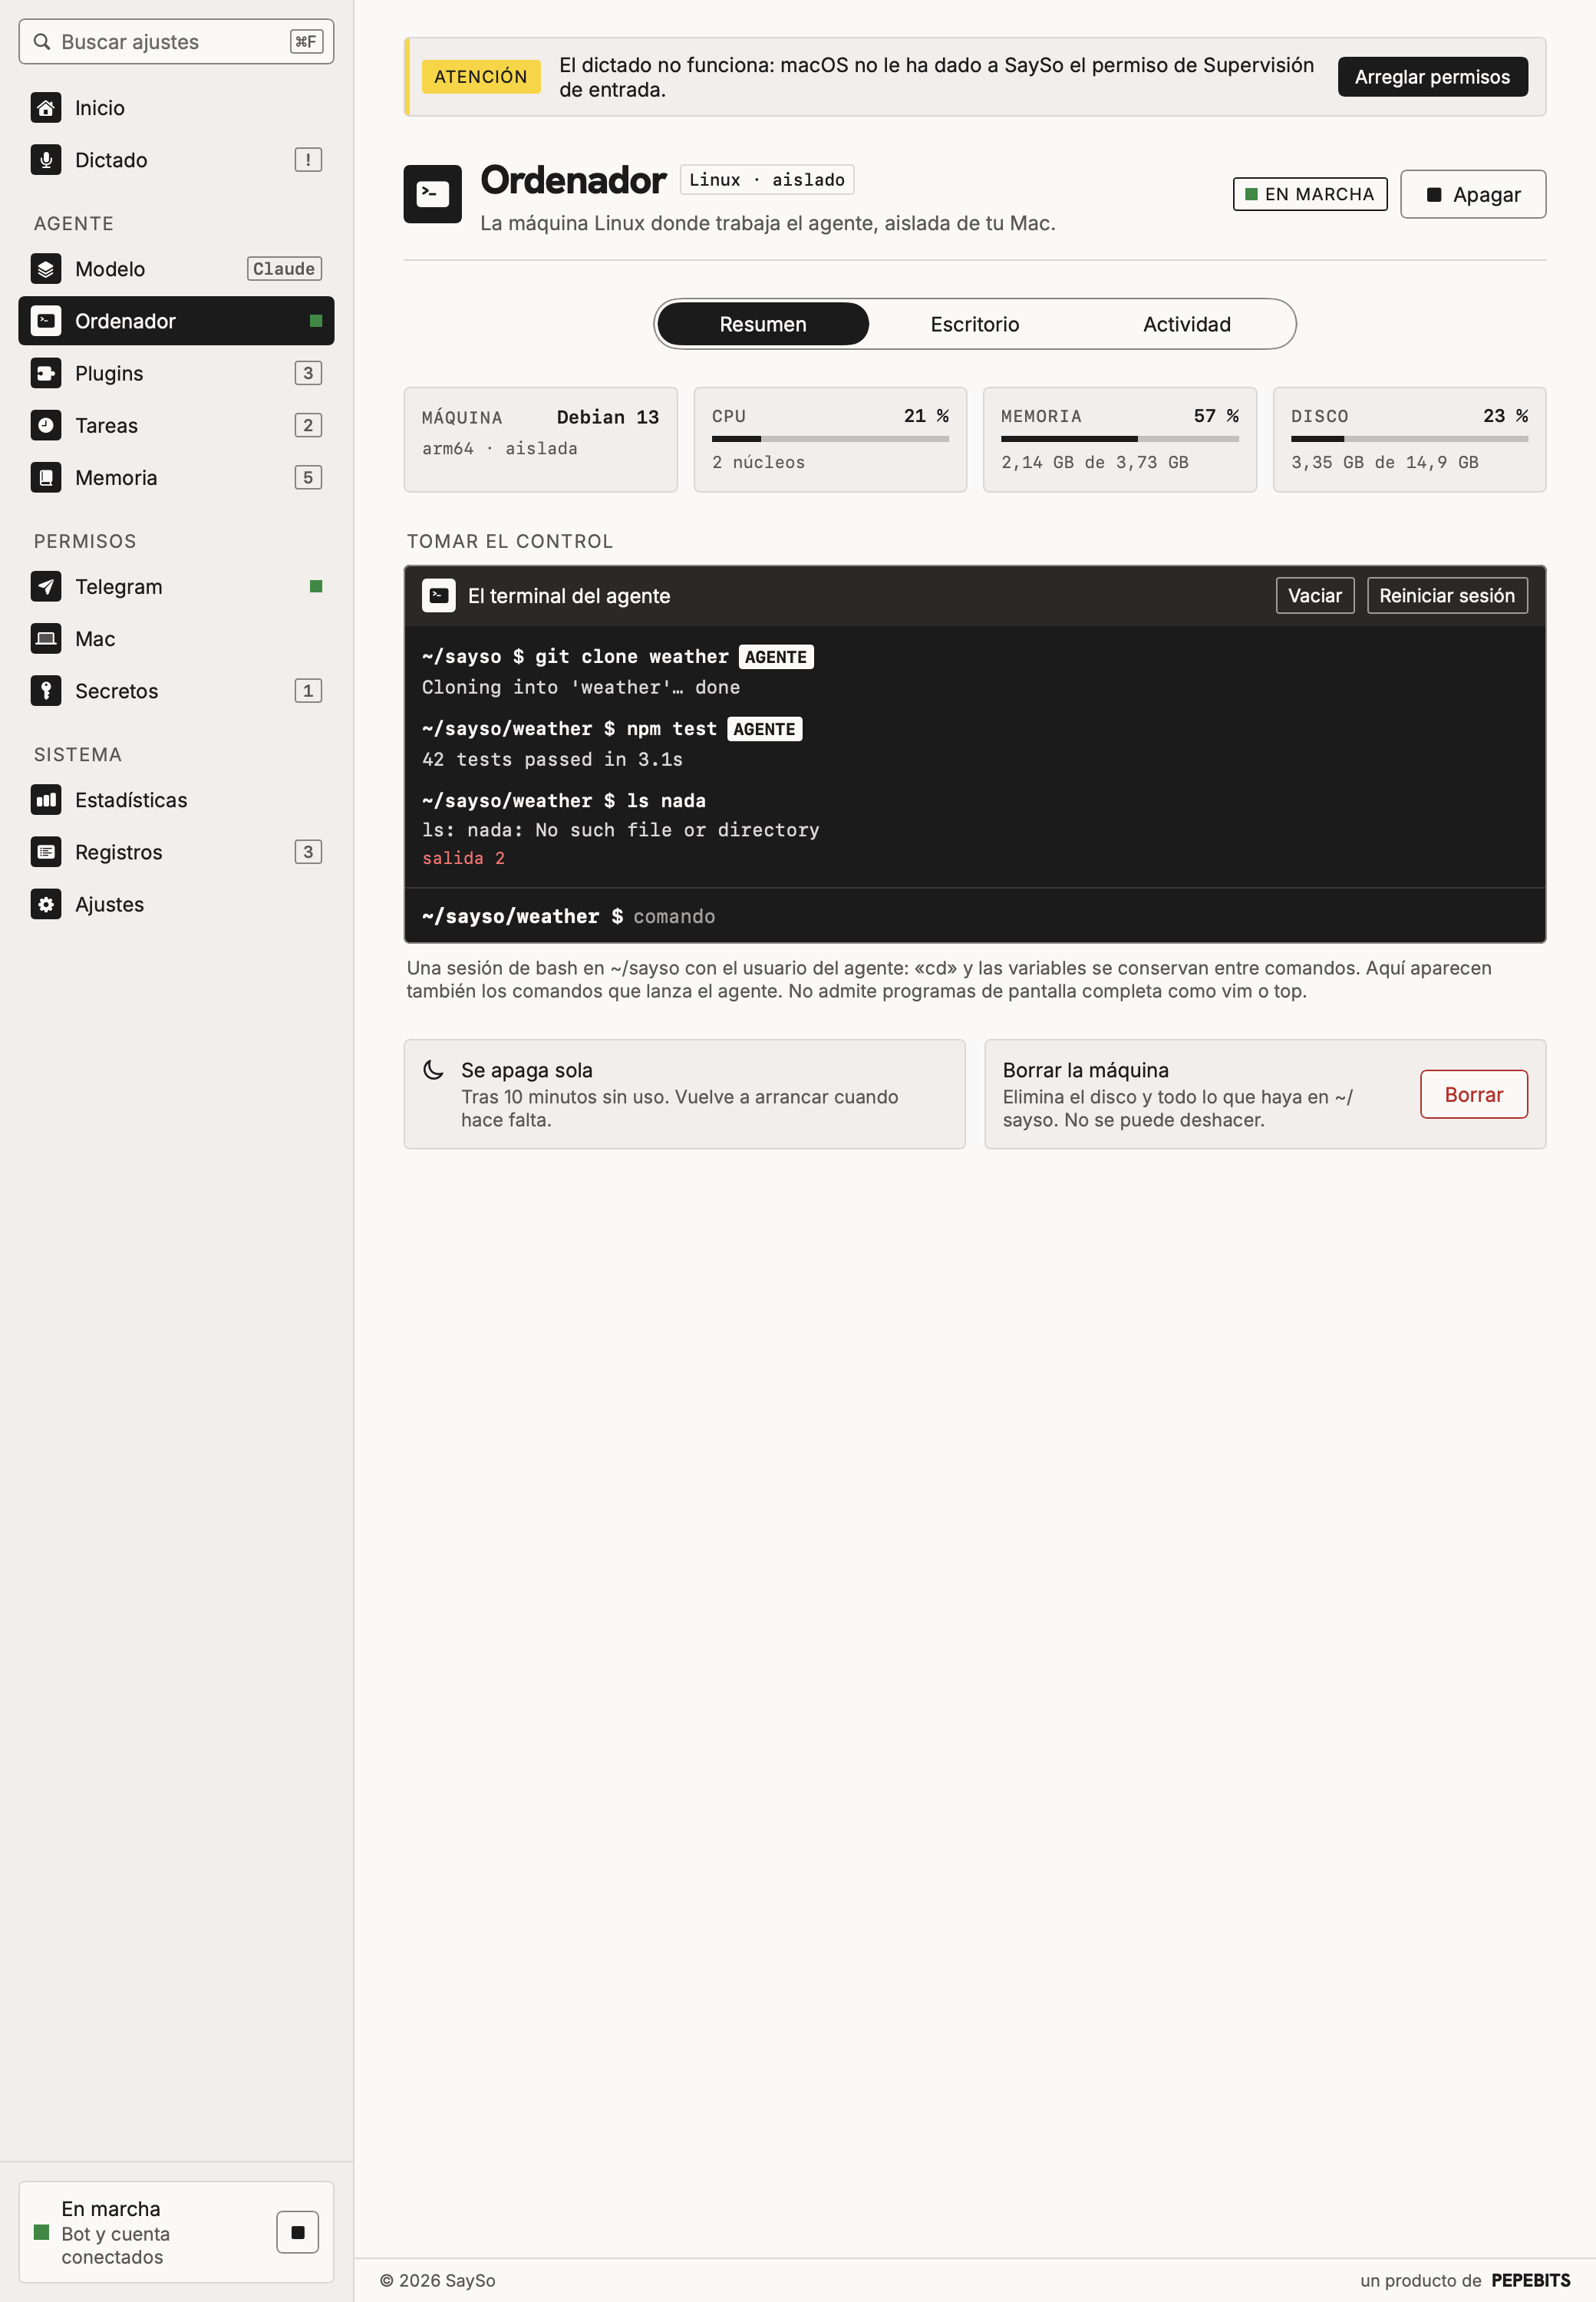 Buscar ajustes ⌘F
Inicio
Dictado !
AGENTE
Modelo Claude
Ordenador
Plugins 3
Tareas 2
Memoria 5
PERMISOS
Telegram
Mac
Secretos 1
SISTEMA
Estadísticas
Registros 3
Ajustes
En marcha
Bot y cuenta
conectados
ATENCIÓN
El dictado no funciona: macOS no le ha dado a SaySo el permiso de Supervisión
de entrada.
Arreglar permisos
Ordenador Linux · aislado
La máquina Linux donde trabaja el agente, aislada de tu Mac.
EN MARCHA
Apagar
Resumen Escritorio Actividad
MÁQUINA Debian 13
arm64 · aislada
CPU 21 %
2 núcleos
MEMORIA 57 %
2,14 GB de 3,73 GB
DISCO 23 %
3,35 GB de 14,9 GB
TOMAR EL CONTROL
>_ El terminal del agente Vaciar Reiniciar sesión
~/sayso $ git clone weather AGENTE
Cloning into 'weather'… done
~/sayso/weather $ npm test AGENTE
42 tests passed in 3.1s
~/sayso/weather $ ls nada
ls: nada: No such file or directory
salida 2
~/sayso/weather $ comando
Una sesión de bash en ~/sayso con el usuario del agente: «cd» y las variables se conservan entre comandos. Aquí aparecen
también los comandos que lanza el agente. No admite programas de pantalla completa como vim o top.
Se apaga sola
Tras 10 minutos sin uso. Vuelve a arrancar cuando
hace falta.
Borrar la máquina
Elimina el disco y todo lo que haya en ~/
sayso. No se puede deshacer.
Borrar
© 2026 SaySo
un producto de PEPEBITS